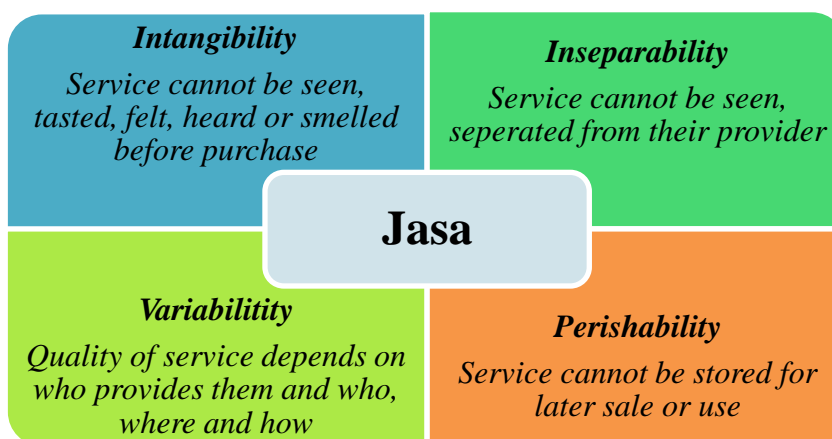 Intangibility
Service cannot be seen,
tasted, felt, heard or smelled
before purchase
Inseparability
Service cannot be seen,
seperated from their provider
Jasa
Variabilitity
Quality of service depends on
who provides them and who,
where and how
Perishability
Service cannot be stored for
later sale or use